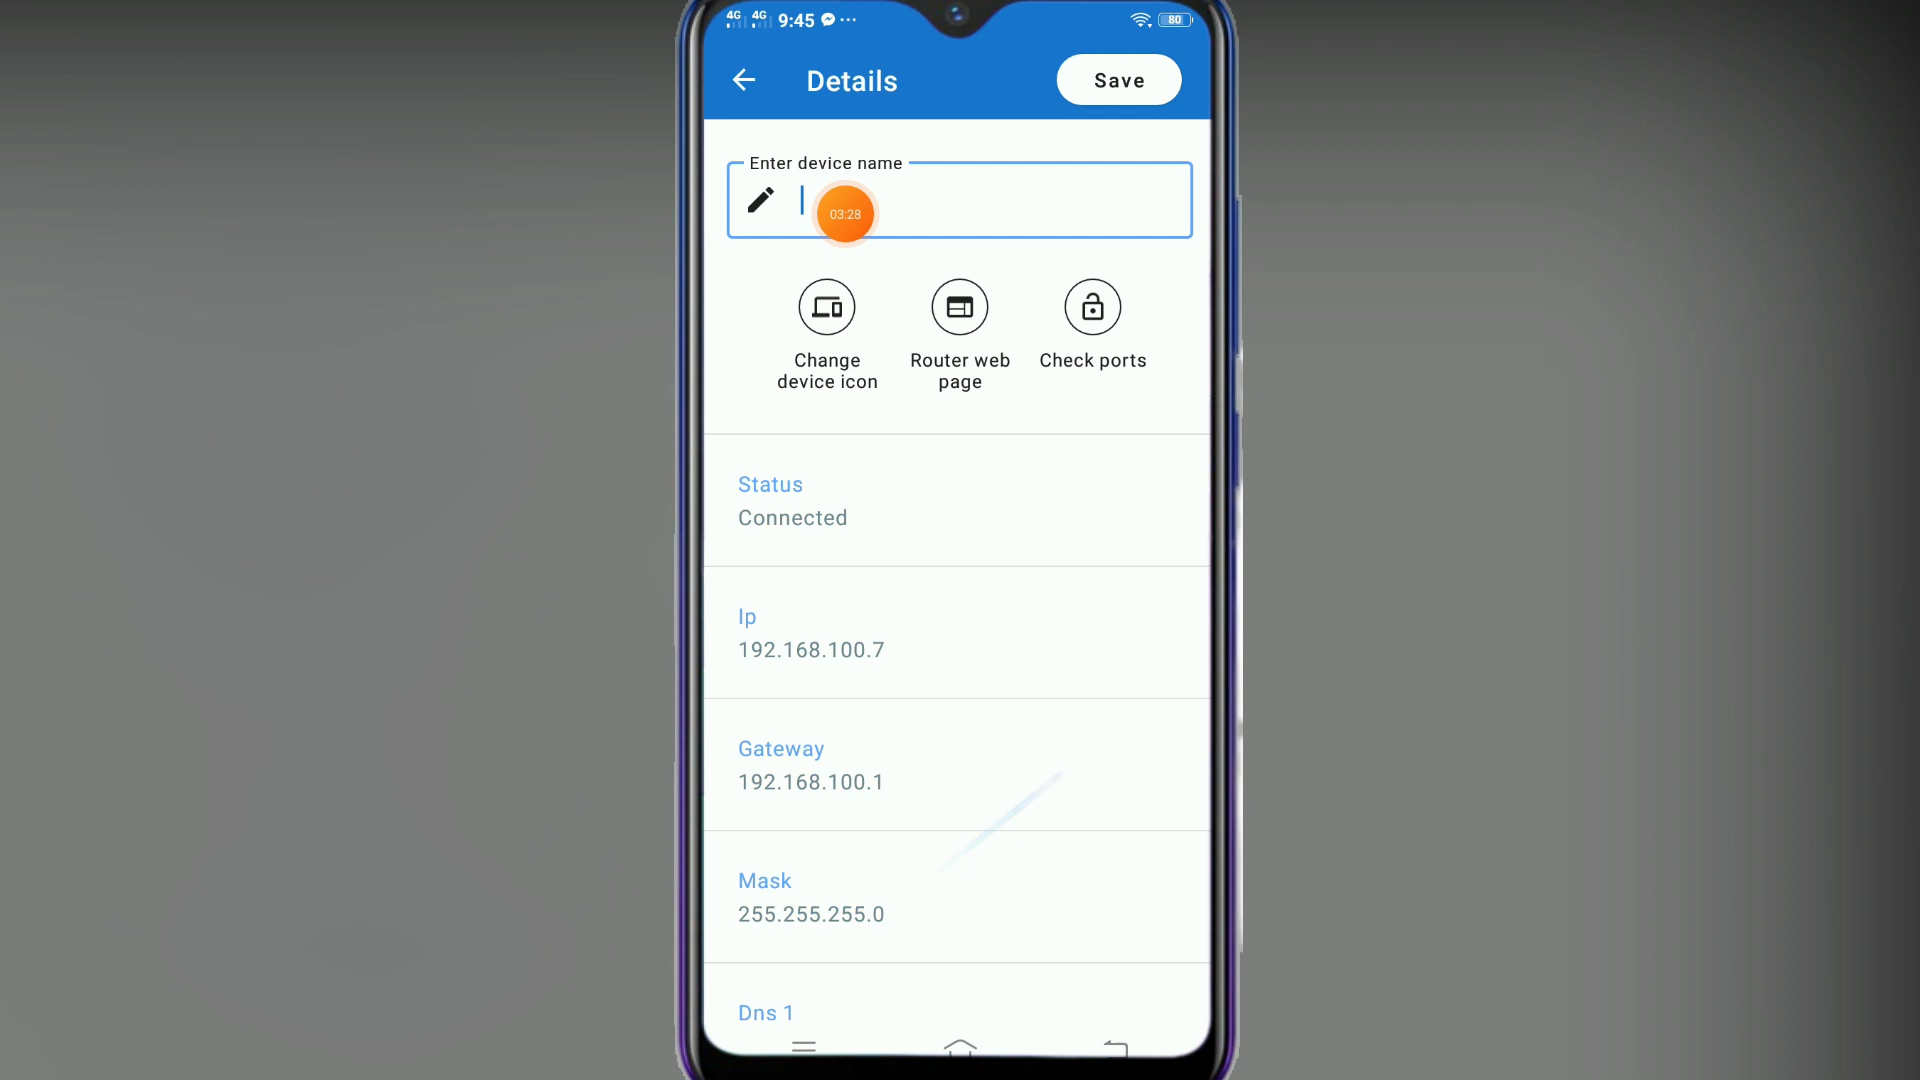 4G 4G 9:45 ··· 80
Details
Save
Enter device name
03:28
Change
device icon
Router web
page
Check ports
Status
Connected
Ip
192.168.100.7
Gateway
192.168.100.1
Mask
255.255.255.0
Dns 1